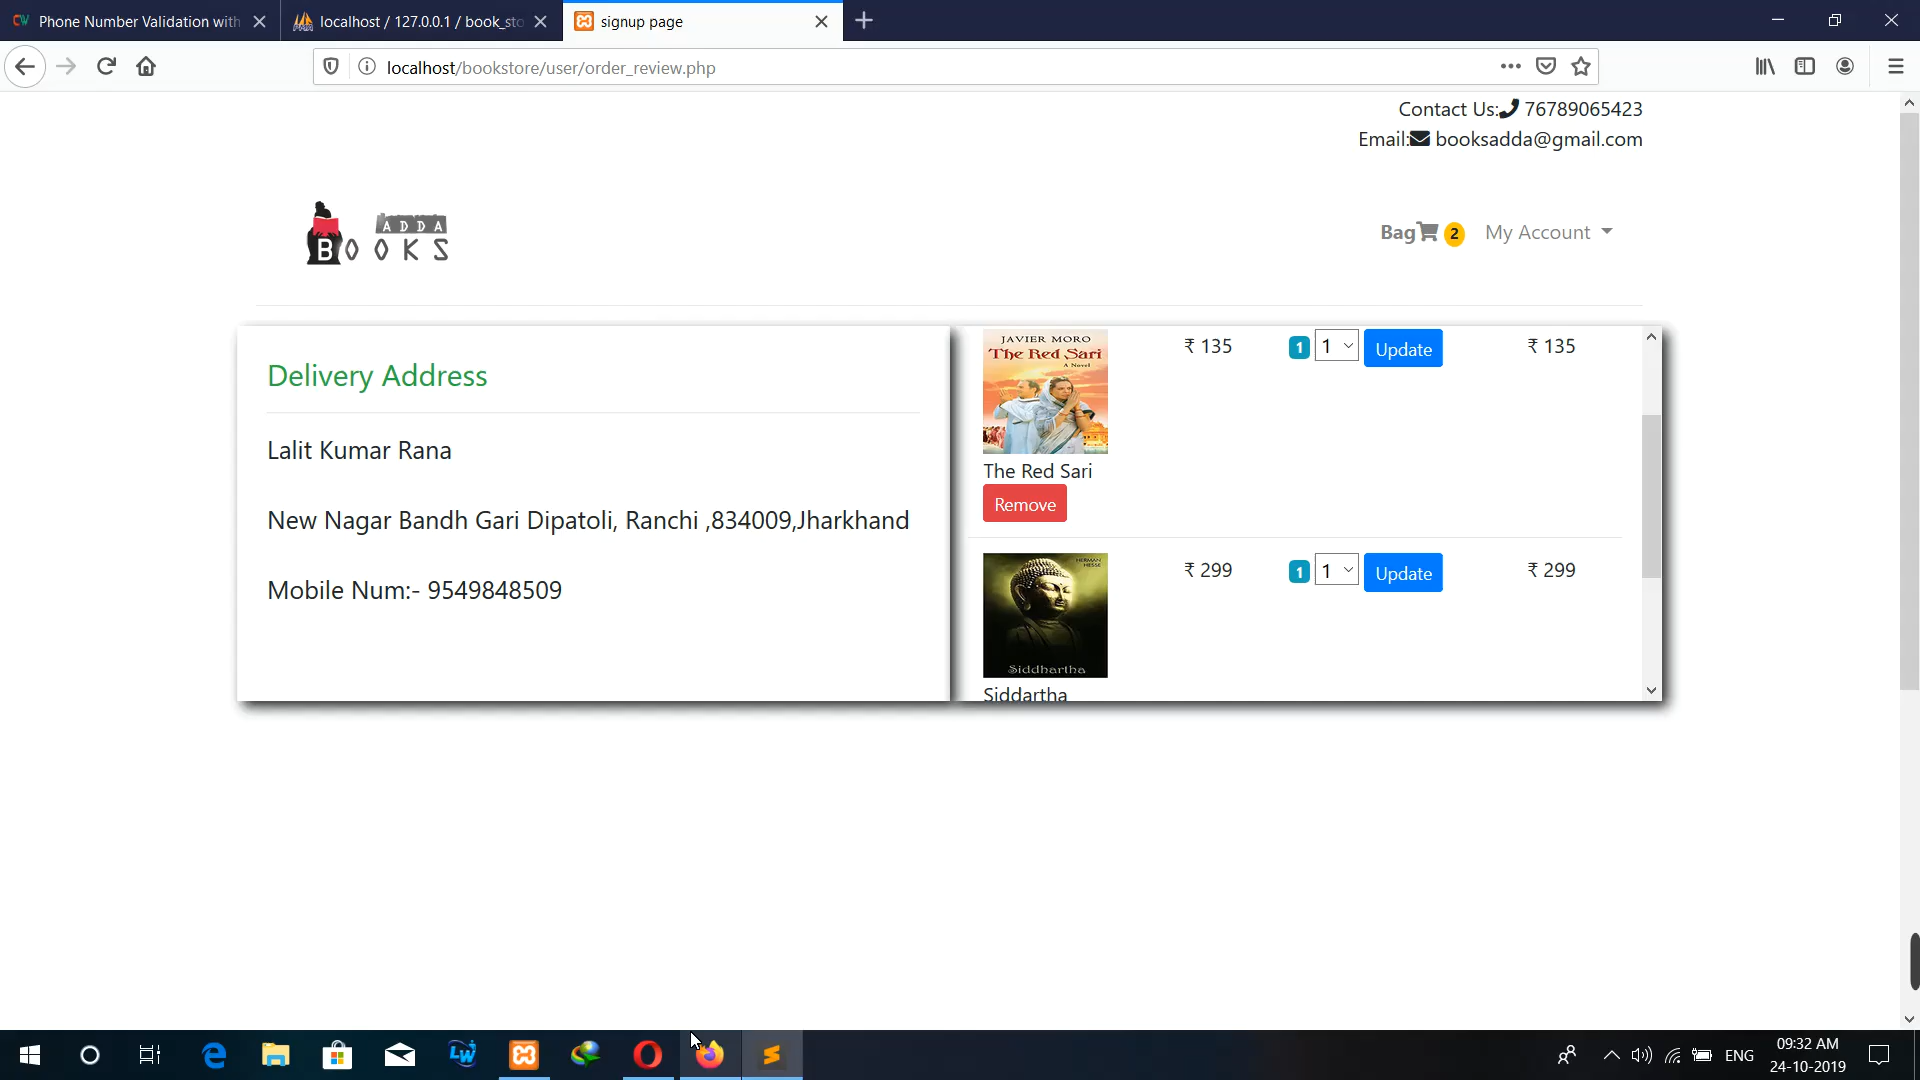 Phone Number Validation with
localhost / 127.0.0.1 / book_sto
signup page
localhost/bookstore/user/order_review.php
Contact Us: 76789065423
Email: booksadda@gmail.com
ADDA
BOOKS
Bag 2
My Account
Delivery Address
Lalit Kumar Rana
New Nagar Bandh Gari Dipatoli, Ranchi ,834009,Jharkhand
Mobile Num:- 9549848509
JAVIER MORO
The Red Sari
A Novel
₹ 135
1
1
Update
₹ 135
The Red Sari
Remove
HERMAN
HESSE
Siddhartha
₹ 299
1
1
Update
₹ 299
Siddartha
ENG
09:32 AM
24-10-2019